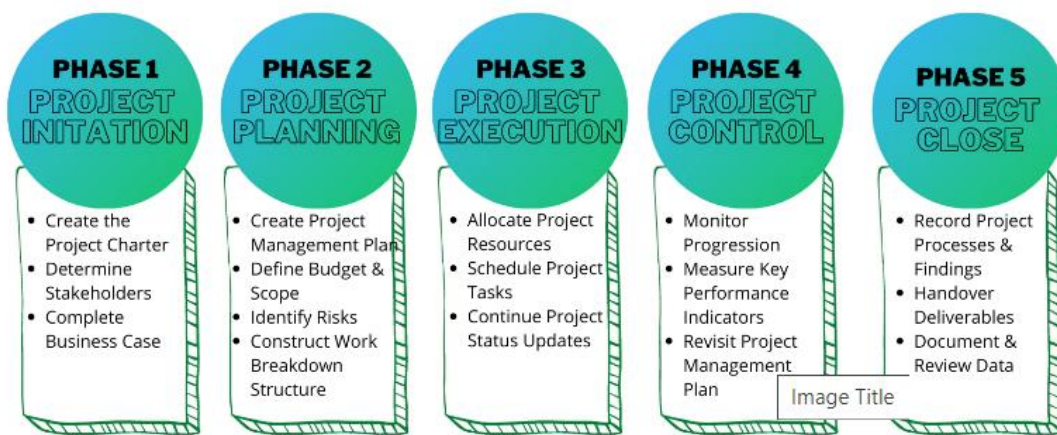 PHASE 1
PROJECT
INITATION
• Create the
Project Charter
• Determine
Stakeholders
• Complete
Business Case
PHASE 2
PROJECT
PLANNING
• Create Project
Management Plan
• Define Budget &
Scope
• Identify Risks
• Construct Work
Breakdown
Structure
PHASE 3
PROJECT
EXECUTION
• Allocate Project
Resources
• Schedule Project
Tasks
• Continue Project
Status Updates
PHASE 4
PROJECT
CONTROL
• Monitor
Progression
• Measure Key
Performance
Indicators
• Revisit Project
Management
Plan
PHASE 5
PROJECT
CLOSE
• Record Project
Processes &
Findings
• Handover
Deliverables
• Document &
Review Data
Image Title